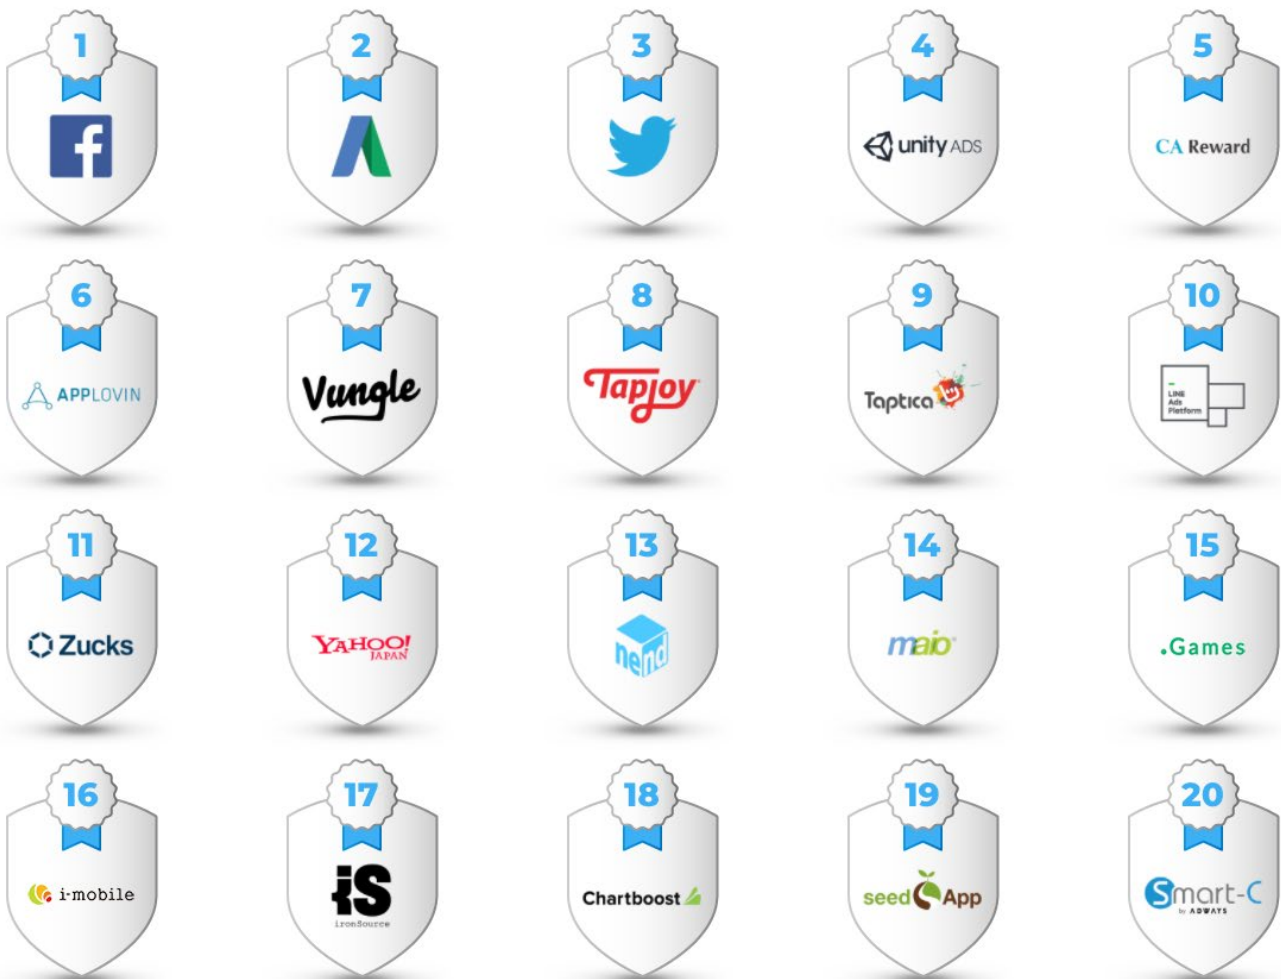 1
2
3
4
unity ADS
5
CA Reward
6
APPLOVIN
7
Vungle
8
Tapjoy
9
Taptica
10
LINE
Ads
Platform
11
Zucks
12
YAHOO!
JAPAN
13
nend
14
maio
15
.Games
16
i-mobile
17
iS
ironSource
18
Chartboost
19
seed App
20
Smart-C
by ADWAYS